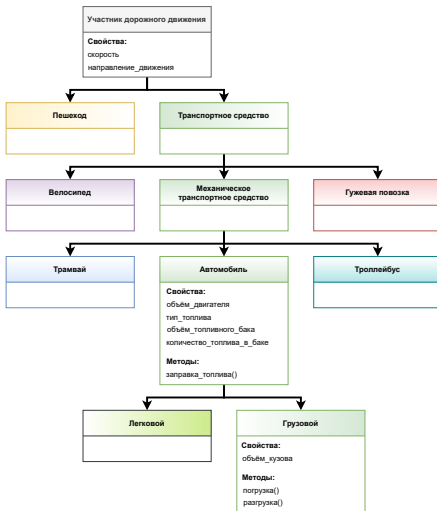 Участник дорожного движения
Свойства:
скорость
направление_движения
Пешеход
Транспортное средство
Велосипед
Механическое
транспортное средство
Гужевая повозка
Трамвай
Автомобиль
Троллейбус
Свойства:
объём_двигателя
тип_топлива
объём_топливного_бака
количество_топлива_в_баке
Методы:
заправка_топлива()
Легковой
Грузовой
Свойства:
объём_кузова
Методы:
погрузка()
разгрузка()